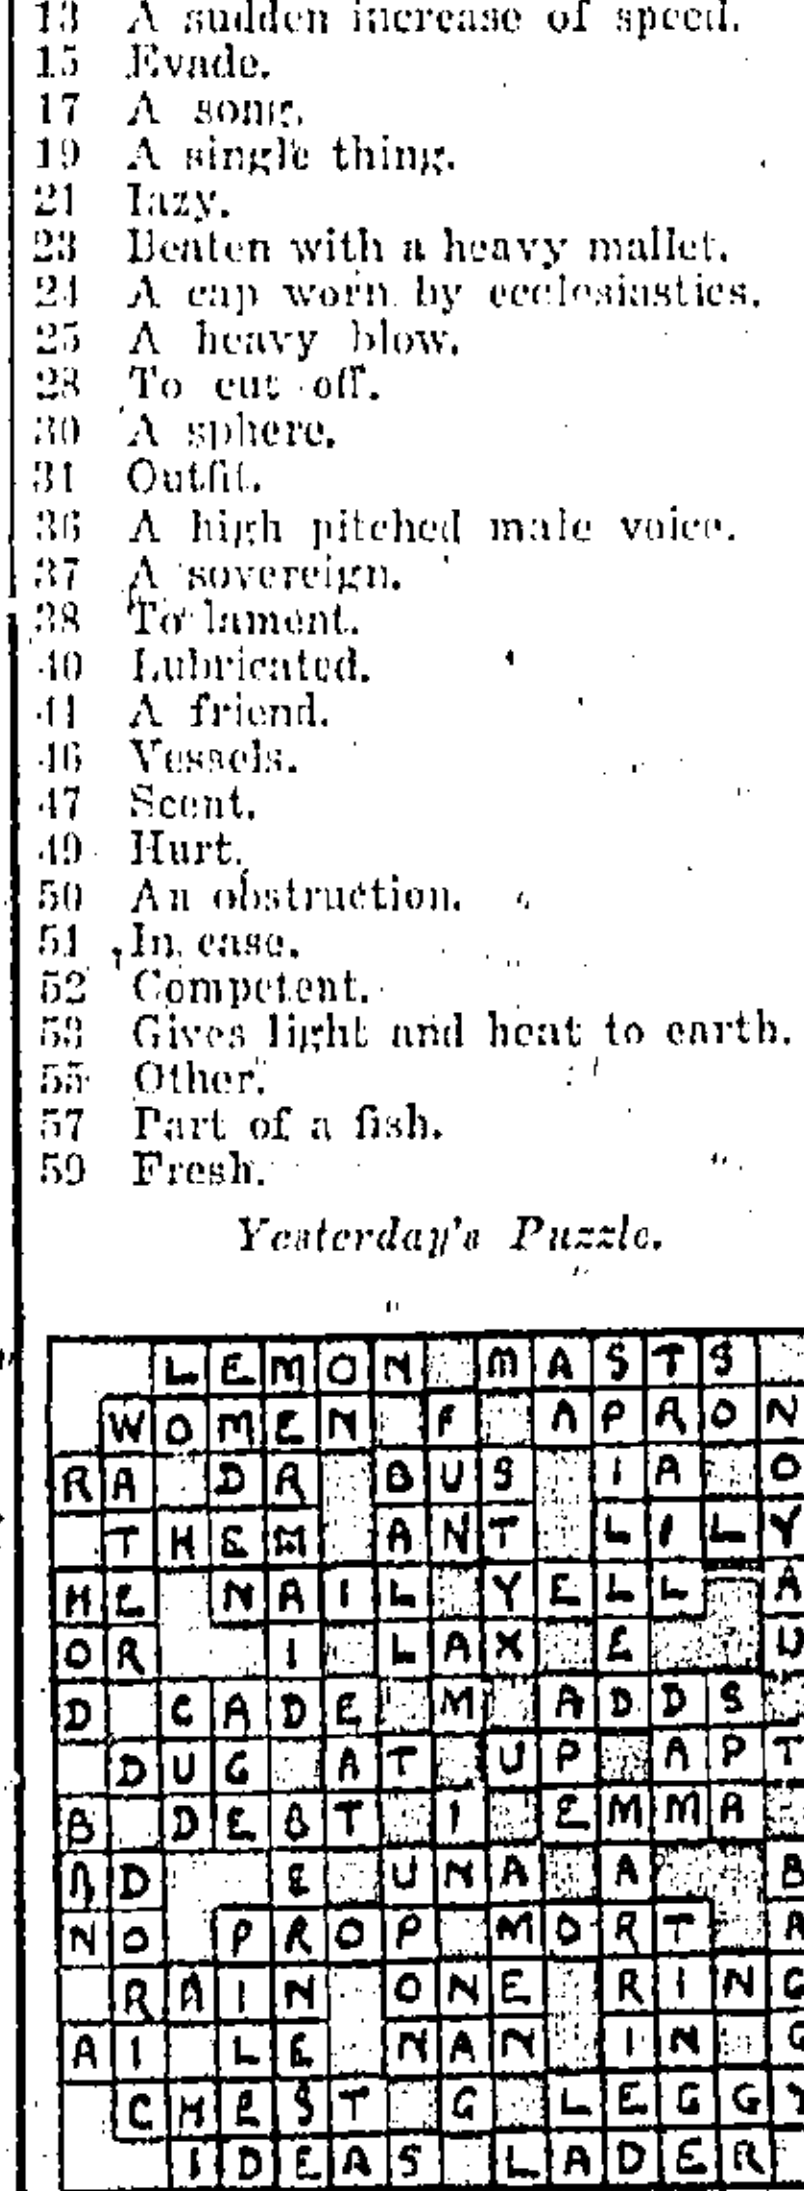 13 A sudden increase of speed.
15 Evade.
17 A song.
19 A single thing.
21 Lazy.
23 Beaten with a heavy mallet.
24 A cap worn by ecclesiastics.
25 A heavy blow.
28 To cut off.
30 A sphere.
31 Outfit.
36 A high pitched male voice.
37 A sovereign.
38 To lament.
40 Lubricated.
41 A friend.
46 Vessels.
47 Scent.
49 Hurt.
50 An obstruction.
51 In case.
52 Competent.
53 Gives light and heat to earth.
55 Other.
57 Part of a fish.
59 Fresh.
Yesterday's Puzzle.
LEMON MASTS
WOMEN F APRON
RA DR BUS IA O
THEM ANT LILY
HE NAIL YELL A
OR I LAX E U
D CADE M ADDS
DUG AT UP APT
B DEBT I EMMA
AD E UNA A B
NO PROP MORT A
RAIN ONE RING G
AI LE NAN IN G
CHEST G LEGGY
IDEAS LADER